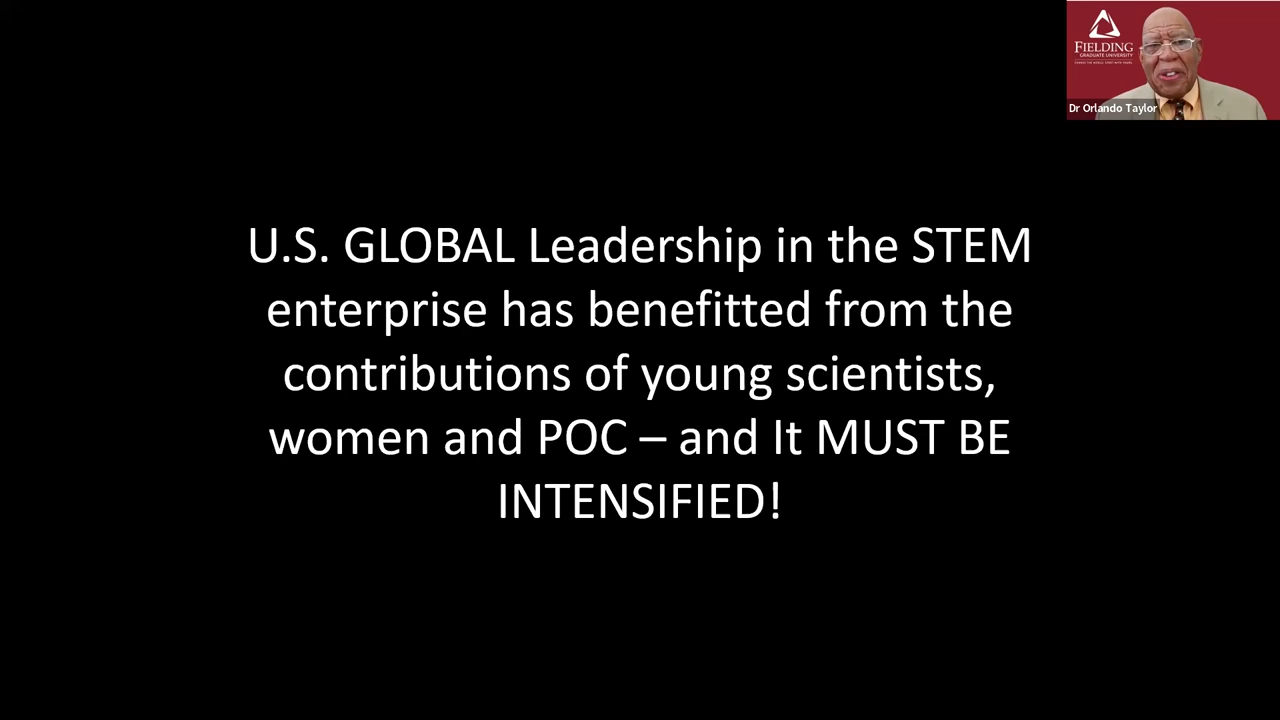 FIELDING
GRADUATE UNIVERSITY
Dr Orlando Taylor
U.S. GLOBAL Leadership in the STEM
enterprise has benefitted from the
contributions of young scientists,
women and POC – and It MUST BE
INTENSIFIED!